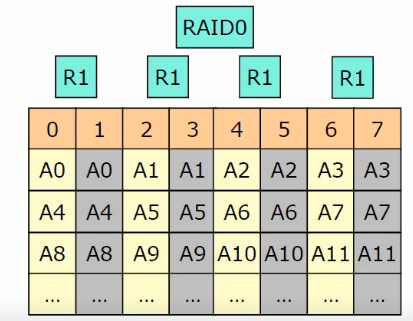 RAID0
R1 R1 R1 R1
0 1 2 3 4 5 6 7
A0 A0 A1 A1 A2 A2 A3 A3
A4 A4 A5 A5 A6 A6 A7 A7
A8 A8 A9 A9 A10 A10 A11 A11
... ... ... ... ... ... ... ...